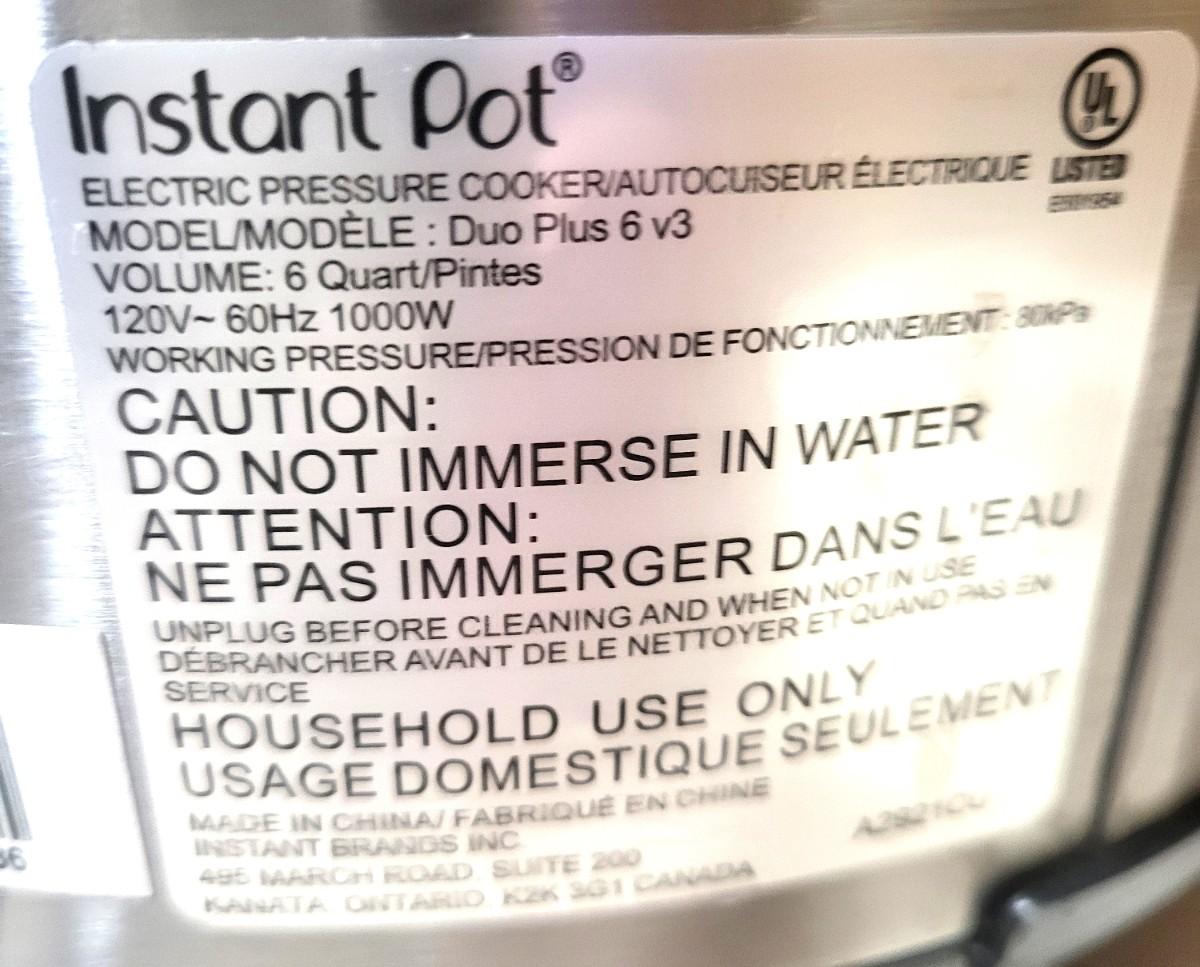 Instant Pot®
UL
LISTED
ELECTRIC PRESSURE COOKER/AUTOCUISEUR ÉLECTRIQUE
MODEL/MODÈLE : Duo Plus 6 v3
VOLUME: 6 Quart/Pintes
120V~ 60Hz 1000W
WORKING PRESSURE/PRESSION DE FONCTIONNEMENT: 80kPa
CAUTION:
DO NOT IMMERSE IN WATER
ATTENTION:
NE PAS IMMERGER DANS L'EAU
UNPLUG BEFORE CLEANING AND WHEN NOT IN USE
DÉBRANCHER AVANT DE LE NETTOYER ET QUAND PAS EN
SERVICE
HOUSEHOLD USE ONLY
USAGE DOMESTIQUE SEULEMENT
MADE IN CHINA/ FABRIQUÉ EN CHINE
INSTANT BRANDS INC.
495 MARCH ROAD, SUITE 200
KANATA, ONTARIO, K2K 3G1 CANADA